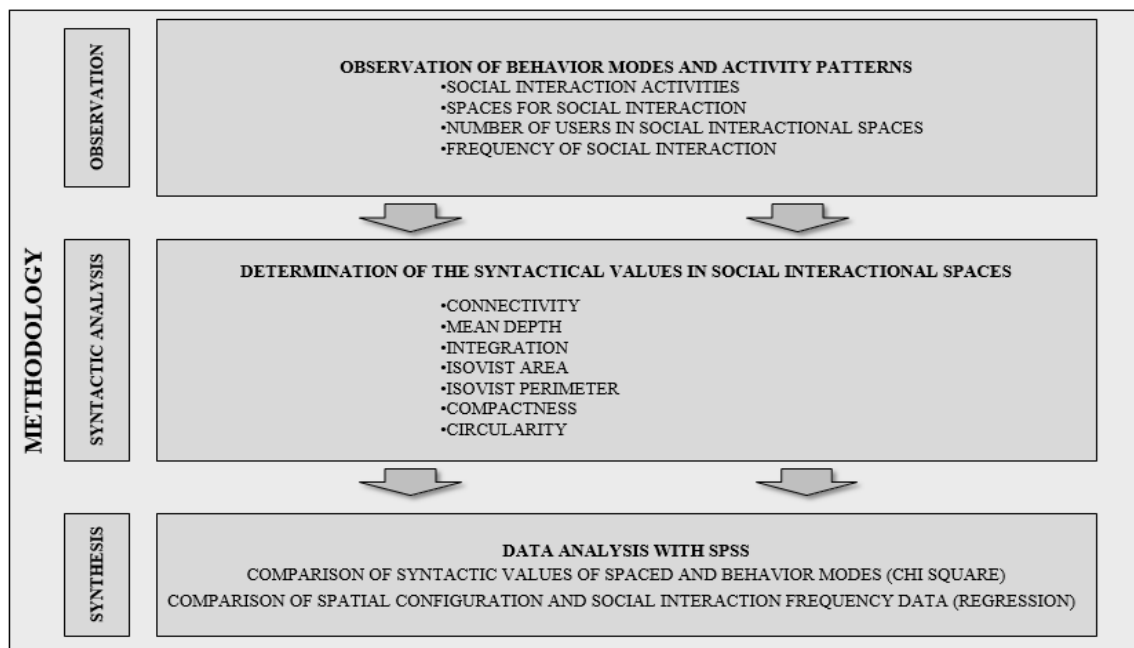 METHODOLOGY
OBSERVATION
OBSERVATION OF BEHAVIOR MODES AND ACTIVITY PATTERNS
•SOCIAL INTERACTION ACTIVITIES
•SPACES FOR SOCIAL INTERACTION
•NUMBER OF USERS IN SOCIAL INTERACTIONAL SPACES
•FREQUENCY OF SOCIAL INTERACTION
SYNTACTIC ANALYSIS
DETERMINATION OF THE SYNTACTICAL VALUES IN SOCIAL INTERACTIONAL SPACES
•CONNECTIVITY
•MEAN DEPTH
•INTEGRATION
•ISOVIST AREA
•ISOVIST PERIMETER
•COMPACTNESS
•CIRCULARITY
SYNTHESIS
DATA ANALYSIS WITH SPSS
COMPARISON OF SYNTACTIC VALUES OF SPACED AND BEHAVIOR MODES (CHI SQUARE)
COMPARISON OF SPATIAL CONFIGURATION AND SOCIAL INTERACTION FREQUENCY DATA (REGRESSION)